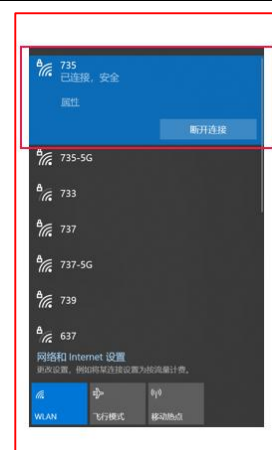 735
已连接，安全
属性
断开连接
735-5G
733
737
737-5G
739
637
网络和 Internet 设置
更改设置，例如将某连接设置为按流量计费。
WLAN
飞行模式
移动热点